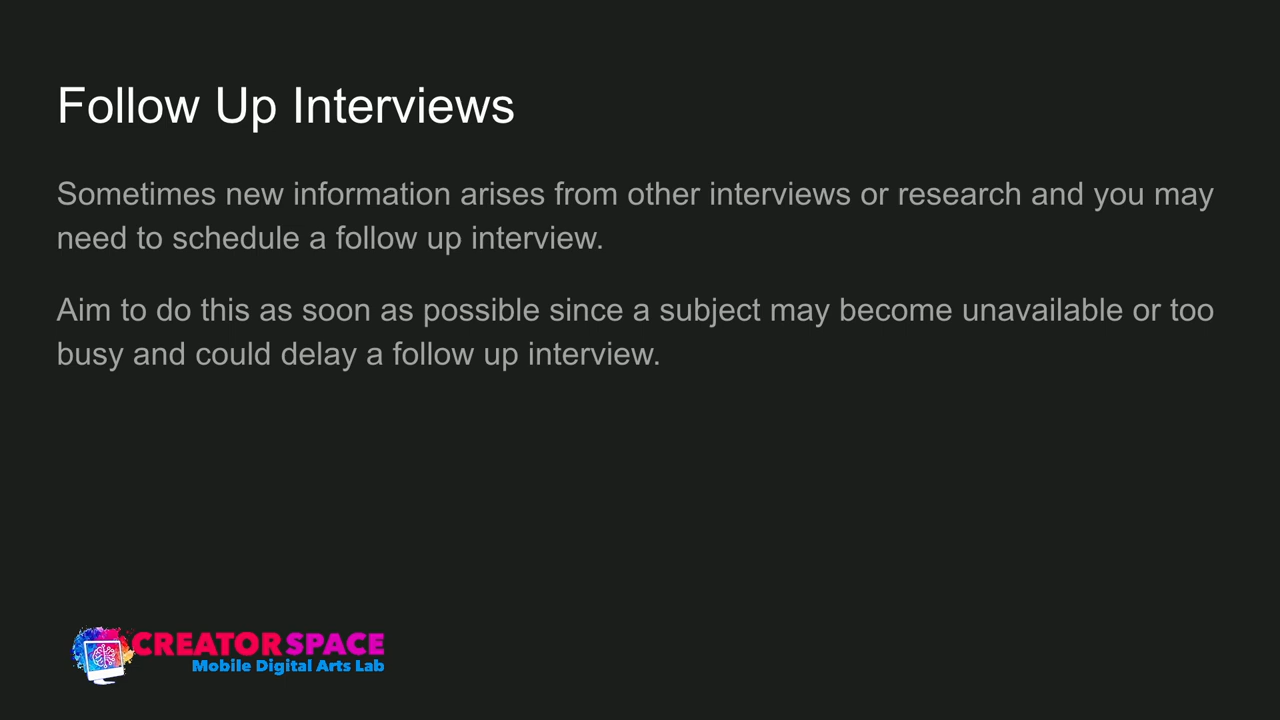 Follow Up Interviews
Sometimes new information arises from other interviews or research and you may
need to schedule a follow up interview.
Aim to do this as soon as possible since a subject may become unavailable or too
busy and could delay a follow up interview.
CREATORSPACE
Mobile Digital Arts Lab